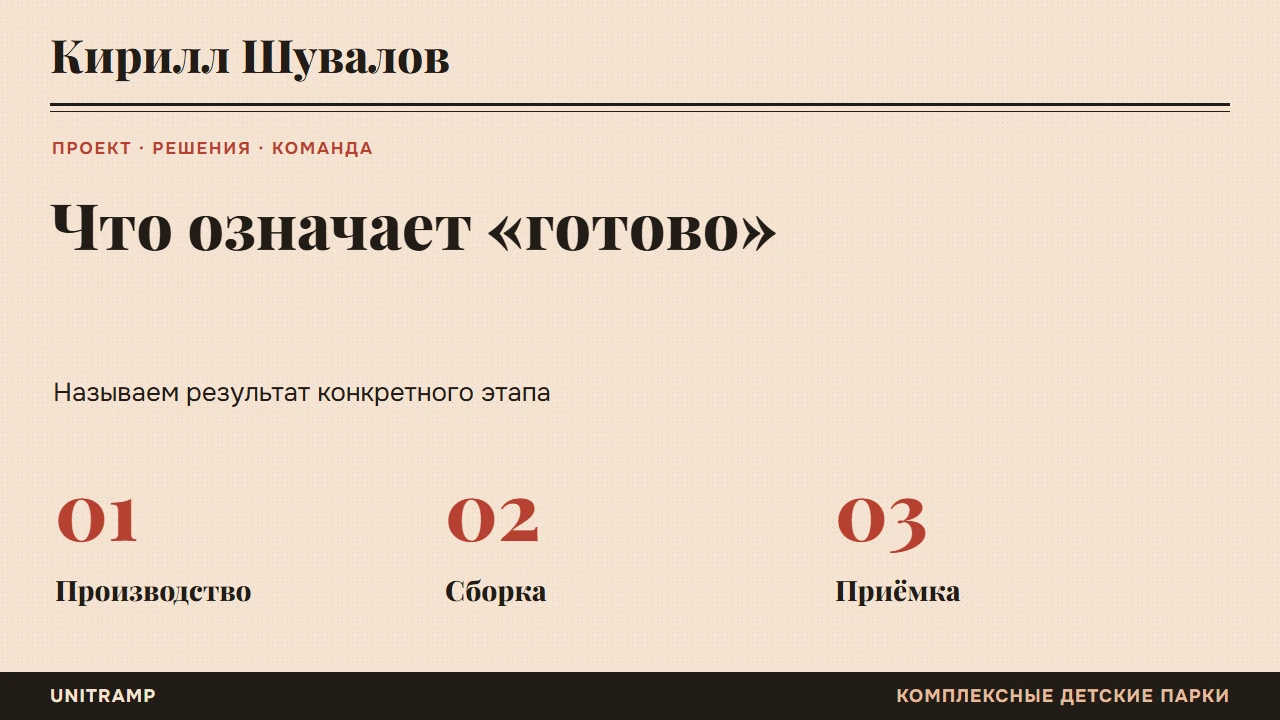 Кирилл Шувалов
ПРОЕКТ · РЕШЕНИЯ · КОМАНДА
Что означает «готово»
Называем результат конкретного этапа
01
Производство
02
Сборка
03
Приёмка
UNITRAMP
КОМПЛЕКСНЫЕ ДЕТСКИЕ ПАРКИ